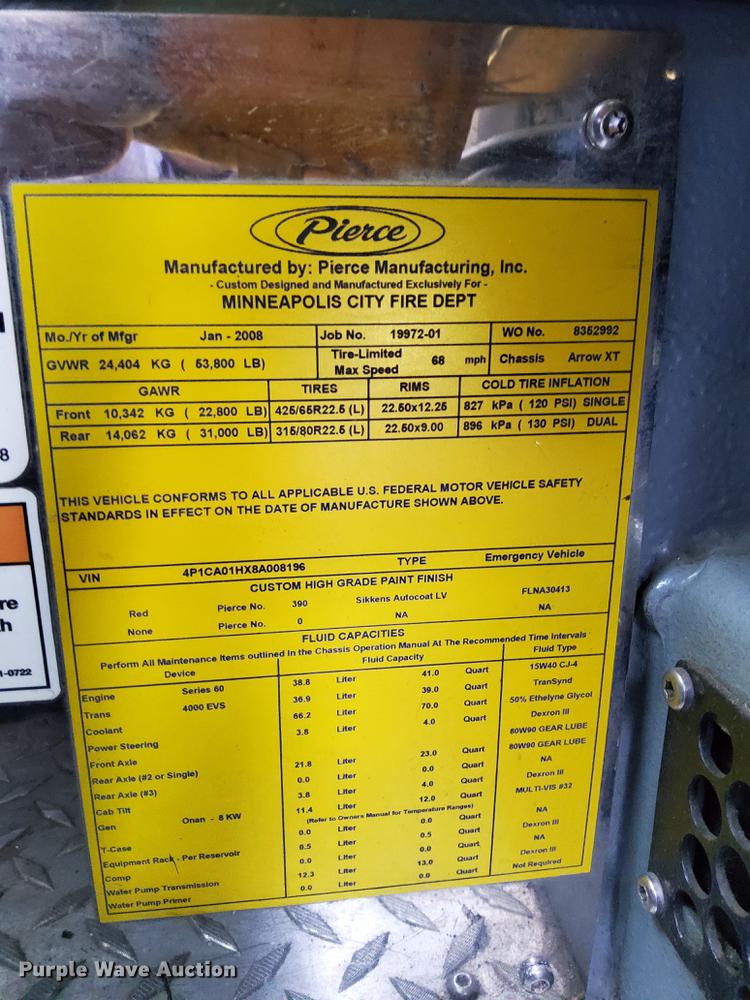 Pierce
Manufactured by: Pierce Manufacturing, Inc.
- Custom Designed and Manufactured Exclusively For -
MINNEAPOLIS CITY FIRE DEPT
Mo./Yr of Mfgr Jan - 2008 Job No. 19972-01 WO No. 8352992
GVWR 24,404 KG ( 53,800 LB) Tire-Limited Max Speed 68 mph Chassis Arrow XT
GAWR TIRES RIMS COLD TIRE INFLATION
Front 10,342 KG ( 22,800 LB) 425/65R22.5 (L) 22.50x12.25 827 kPa ( 120 PSI) SINGLE
Rear 14,062 KG ( 31,000 LB) 315/80R22.5 (L) 22.50x9.00 896 kPa ( 130 PSI) DUAL
THIS VEHICLE CONFORMS TO ALL APPLICABLE U.S. FEDERAL MOTOR VEHICLE SAFETY
STANDARDS IN EFFECT ON THE DATE OF MANUFACTURE SHOWN ABOVE.
VIN 4P1CA01HX8A008196 TYPE Emergency Vehicle
CUSTOM HIGH GRADE PAINT FINISH
Red Pierce No. 390 Sikkens Autocoat LV FLNA30413
None Pierce No. 0 NA NA
FLUID CAPACITIES
Perform All Maintenance Items outlined In the Chassis Operation Manual At The Recommended Time Intervals
Device Fluid Capacity Fluid Type
Engine Series 60 38.8 Liter 41.0 Quart 15W40 CJ-4
Trans 4000 EVS 36.9 Liter 39.0 Quart TranSynd
Coolant 66.2 Liter 70.0 Quart 50% Ethelyne Glycol
Power Steering 3.8 Liter 4.0 Quart Dexron III
Front Axle 80W90 GEAR LUBE
Rear Axle (#2 or Single) 21.8 Liter 23.0 Quart 80W90 GEAR LUBE
Rear Axle (#3) 0.0 Liter 0.0 Quart NA
Cab Tilt 3.8 Liter 4.0 Quart Dexron III
Gen Onan - 8 KW 11.4 Liter 12.0 Quart MULTI-VIS #32
(Refer to Owners Manual for Temperature Ranges)
T-Case 0.0 Liter 0.0 Quart NA
Equipment Rack - Per Reservoir 0.5 Liter 0.5 Quart Dexron III
Comp 0.0 Liter 0.0 Quart NA
Water Pump Transmission 12.3 Liter 13.0 Quart Dexron III
Water Pump Primer 0.0 Liter 0.0 Quart Not Required
8
re
h
1-0722
Purple Wave Auction